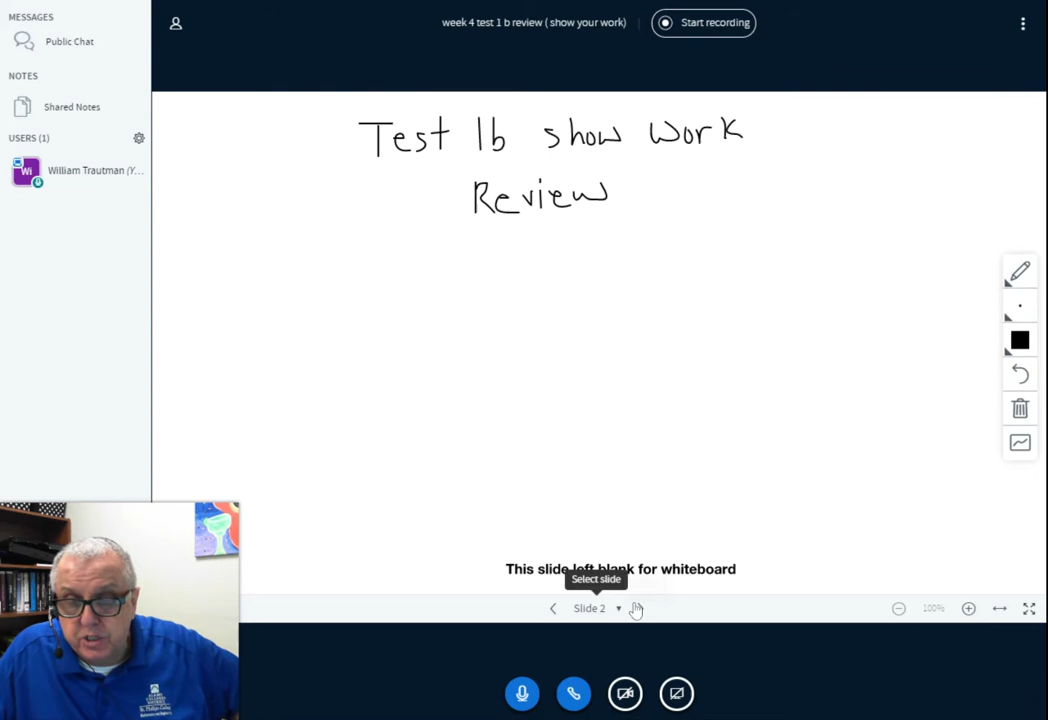 MESSAGES
Public Chat
NOTES
Shared Notes
USERS (1)
Wi
William Trautman (Y...
week 4 test 1 b review ( show your work)
Start recording
Test 1b show work
Review
This slide left blank for whiteboard
Select slide
Slide 2
100%